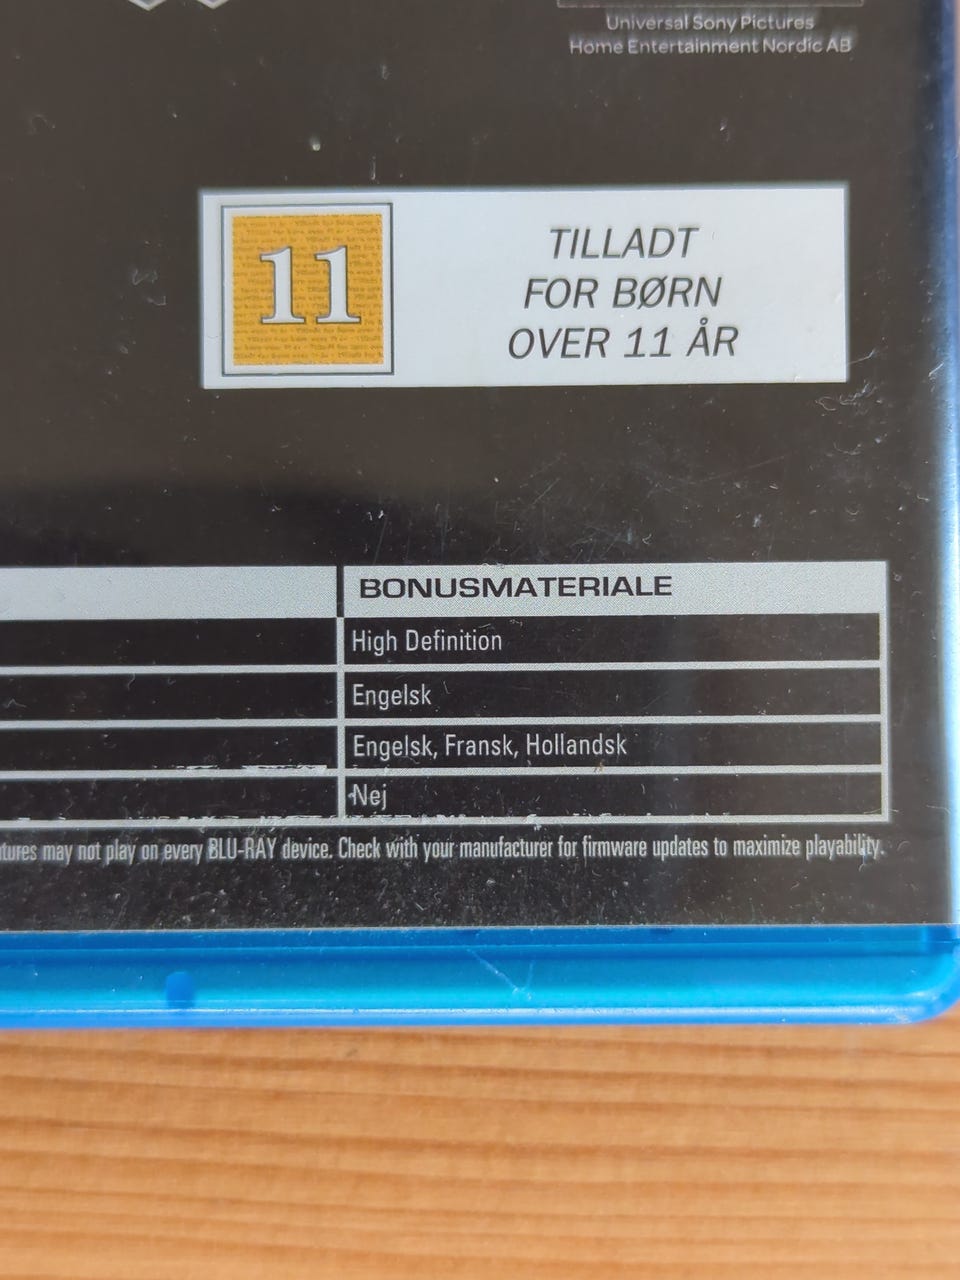 Universal Sony Pictures
Home Entertainment Nordic AB
11
TILLADT
FOR BØRN
OVER 11 ÅR
BONUSMATERIALE
High Definition
Engelsk
Engelsk, Fransk, Hollandsk
Nej
may not play on every BLU-RAY device. Check with your manufacturer for firmware updates to maximize playability.